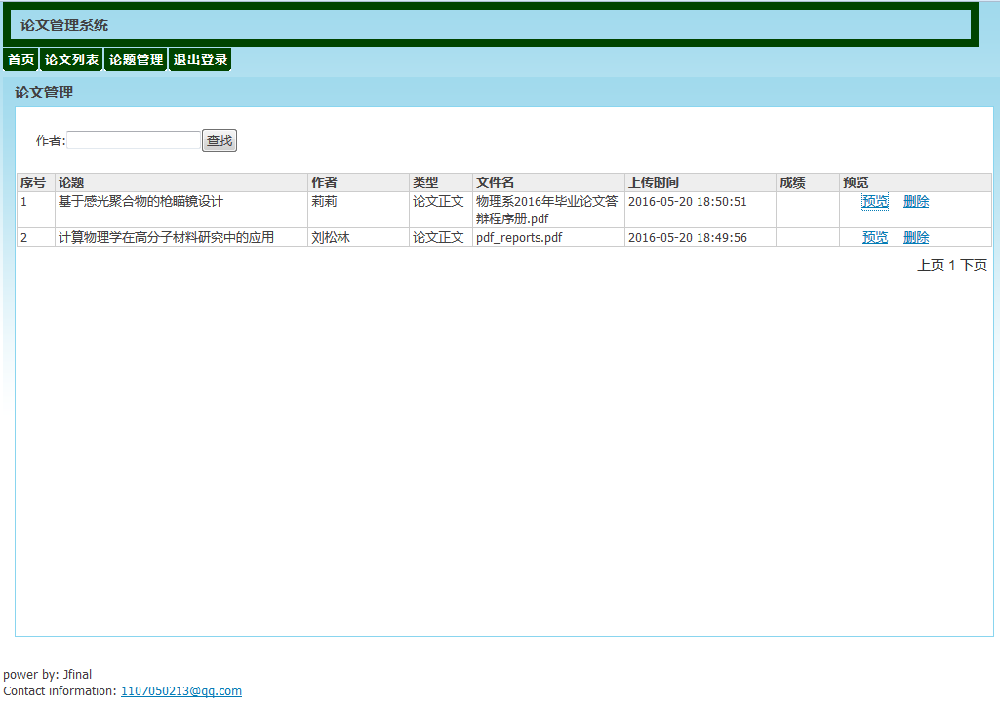 论文管理系统
首页 论文列表 论题管理 退出登录
论文管理
作者: 查找
序号 论题 作者 类型 文件名 上传时间 成绩 预览
1 基于感光聚合物的枪瞄镜设计 莉莉 论文正文 物理系2016年毕业论文答 2016-05-20 18:50:51 预览 删除
辩程序册.pdf
2 计算物理学在高分子材料研究中的应用 刘松林 论文正文 pdf_reports.pdf 2016-05-20 18:49:56 预览 删除
上页 1 下页
power by: Jfinal
Contact information: 1107050213@qq.com